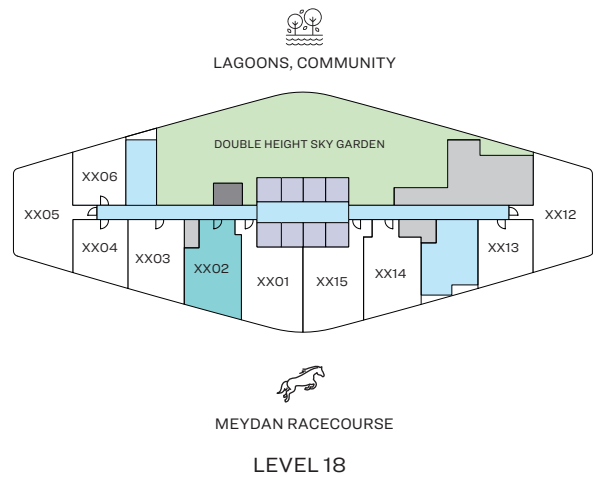 LAGOONS, COMMUNITY
DOUBLE HEIGHT SKY GARDEN
XX06
XX05
XX12
XX04
XX03
XX02
XX01
XX15
XX14
XX13
MEYDAN RACECOURSE
LEVEL 18